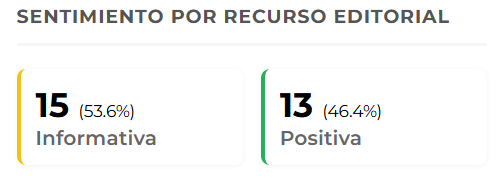 SENTIMIENTO POR RECURSO EDITORIAL
15 (53.6%)
Informativa
13 (46.4%)
Positiva